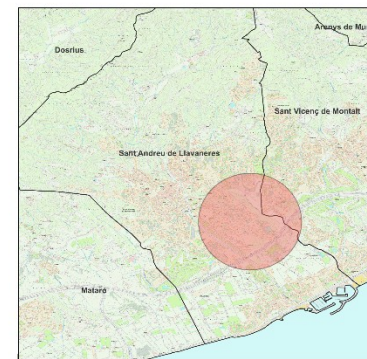 Arenys de Mu
Dosrius
Sant Vicenç de Montalt
Sant Andreu de Llavaneres
Mataró